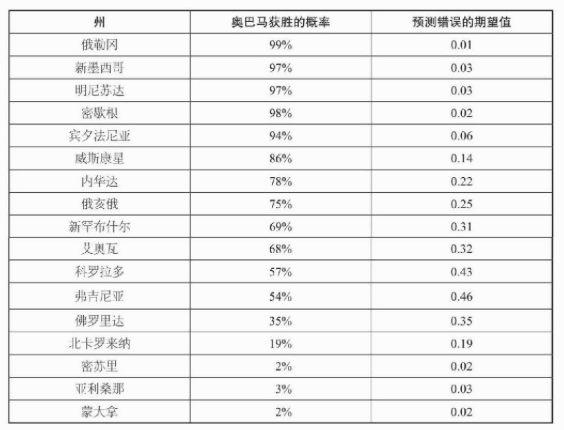 州 奥巴马获胜的概率 预测错误的期望值
俄勒冈 99% 0.01
新墨西哥 97% 0.03
明尼苏达 97% 0.03
密歇根 98% 0.02
宾夕法尼亚 94% 0.06
威斯康星 86% 0.14
内华达 78% 0.22
俄亥俄 75% 0.25
新罕布什尔 69% 0.31
艾奥瓦 68% 0.32
科罗拉多 57% 0.43
弗吉尼亚 54% 0.46
佛罗里达 35% 0.35
北卡罗来纳 19% 0.19
密苏里 2% 0.02
亚利桑那 3% 0.03
蒙大拿 2% 0.02